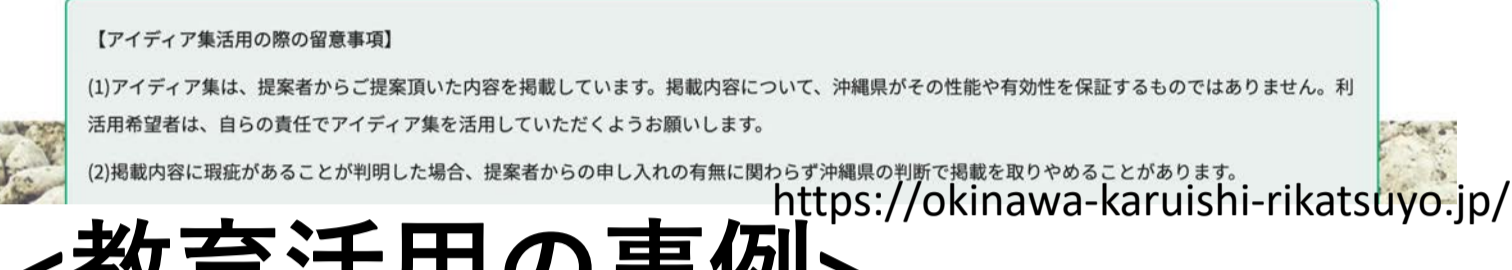 【アイディア集活用の際の留意事項】
(1)アイディア集は、提案者からご提案頂いた内容を掲載しています。掲載内容について、沖縄県がその性能や有効性を保証するものではありません。利
活用希望者は、自らの責任でアイディア集を活用していただくようお願いします。
(2)掲載内容に瑕疵があることが判明した場合、提案者からの申し入れの有無に関わらず沖縄県の判断で掲載を取りやめることがあります。
https://okinawa-karuishi-rikatsuyo.jp/
<教育活用の事例>